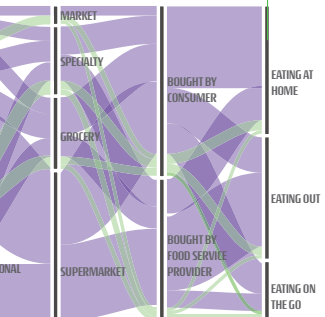 MARKET
SPECIALTY
GROCERY
ONAL
SUPERMARKET
BOUGHT BY
CONSUMER
BOUGHT BY
FOOD SERVICE
PROVIDER
EATING AT
HOME
EATING OUT
EATING ON
THE GO